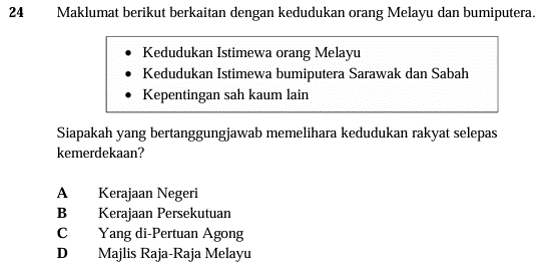 24 Maklumat berikut berkaitan dengan kedudukan orang Melayu dan bumiputera.
• Kedudukan Istimewa orang Melayu
• Kedudukan Istimewa bumiputera Sarawak dan Sabah
• Kepentingan sah kaum lain
Siapakah yang bertanggungjawab memelihara kedudukan rakyat selepas
kemerdekaan?
A Kerajaan Negeri
B Kerajaan Persekutuan
C Yang di-Pertuan Agong
D Majlis Raja-Raja Melayu